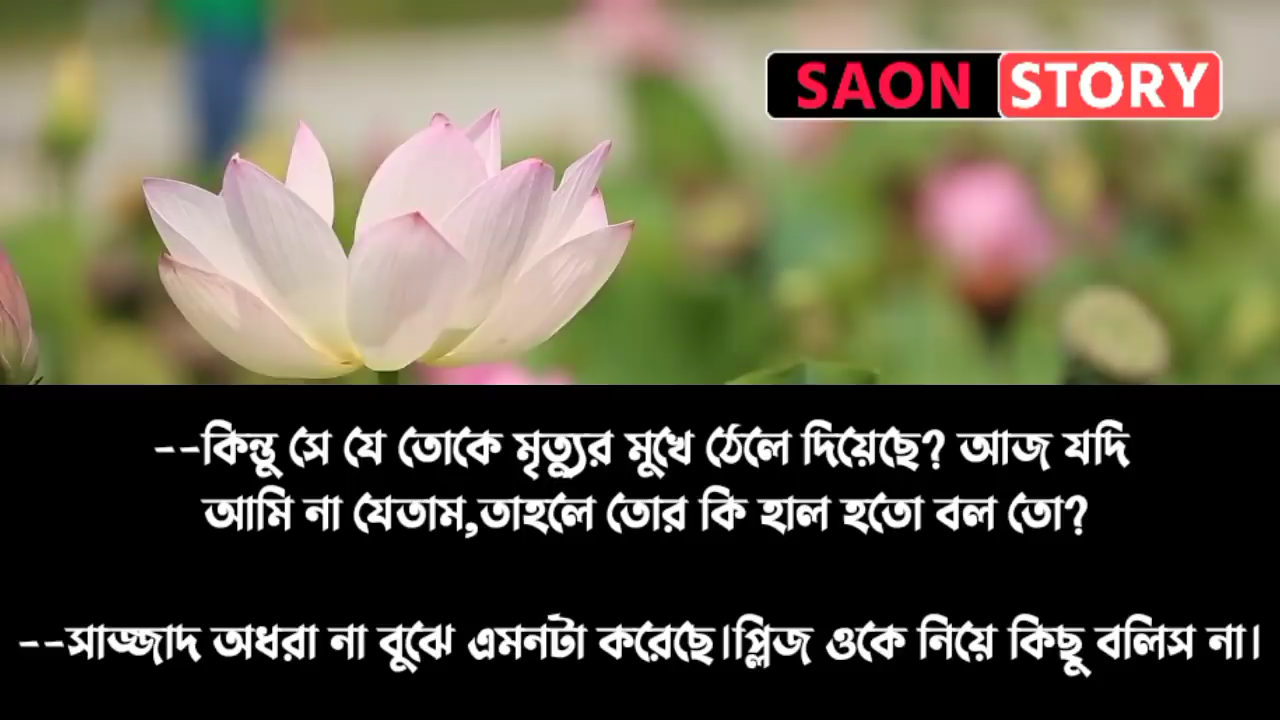 SAON STORY
--কিন্তু সে যে তোকে মৃত্যুর মুখে ঠেলে দিয়েছে? আজ যদি
আমি না যেতাম,তাহলে তোর কি হাল হতো বল তো?
--সাজ্জাদ অধরা না বুঝে এমনটা করেছে।প্লিজ ওকে নিয়ে কিছু বলিস না।